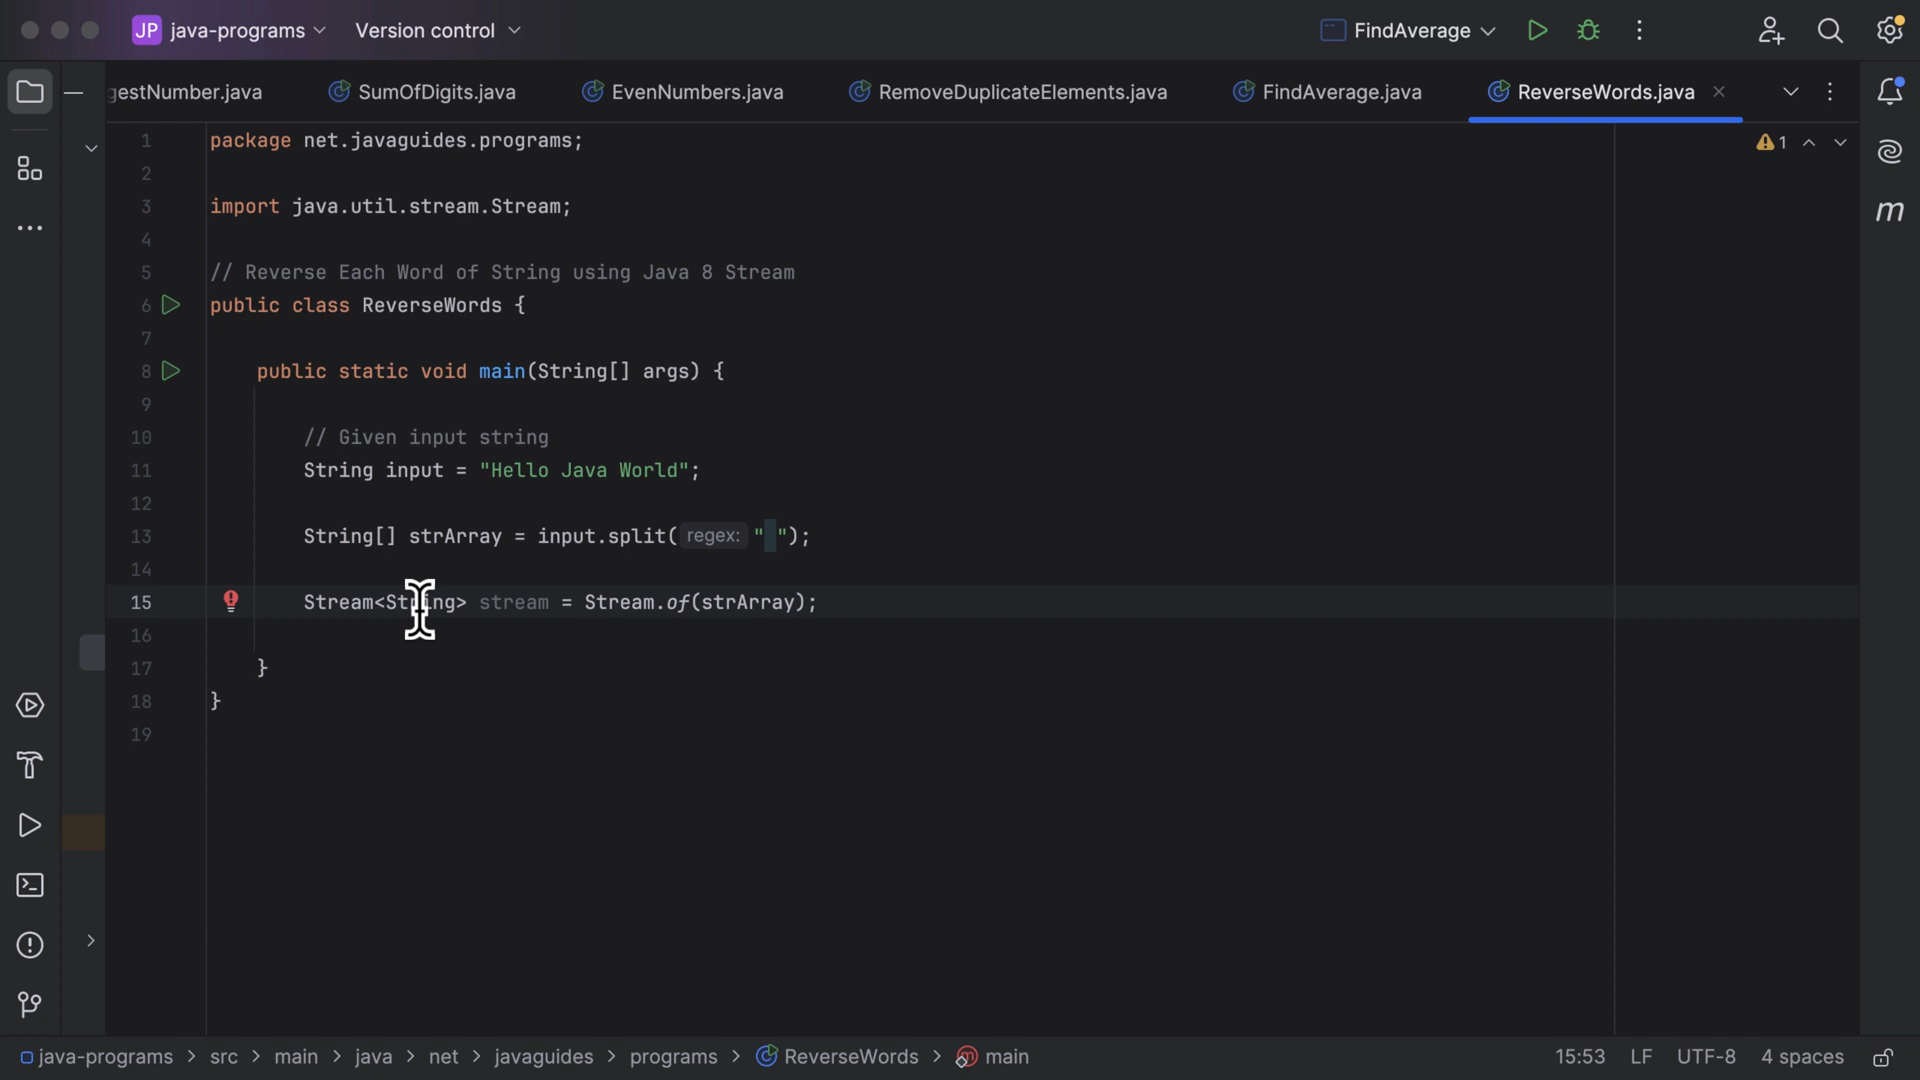 JP java-programs Version control FindAverage
gestNumber.java SumOfDigits.java EvenNumbers.java RemoveDuplicateElements.java FindAverage.java ReverseWords.java
1 package net.javaguides.programs;
2
3 import java.util.stream.Stream;
4
5 // Reverse Each Word of String using Java 8 Stream
6 public class ReverseWords {
7
8 public static void main(String[] args) {
9
10 // Given input string
11 String input = "Hello Java World";
12
13 String[] strArray = input.split( regex: " ");
14
15 Stream<String> stream = Stream.of(strArray);
16
17 }
18 }
19
1
m
java-programs > src > main > java > net > javaguides > programs > ReverseWords > m main 15:53 LF UTF-8 4 spaces